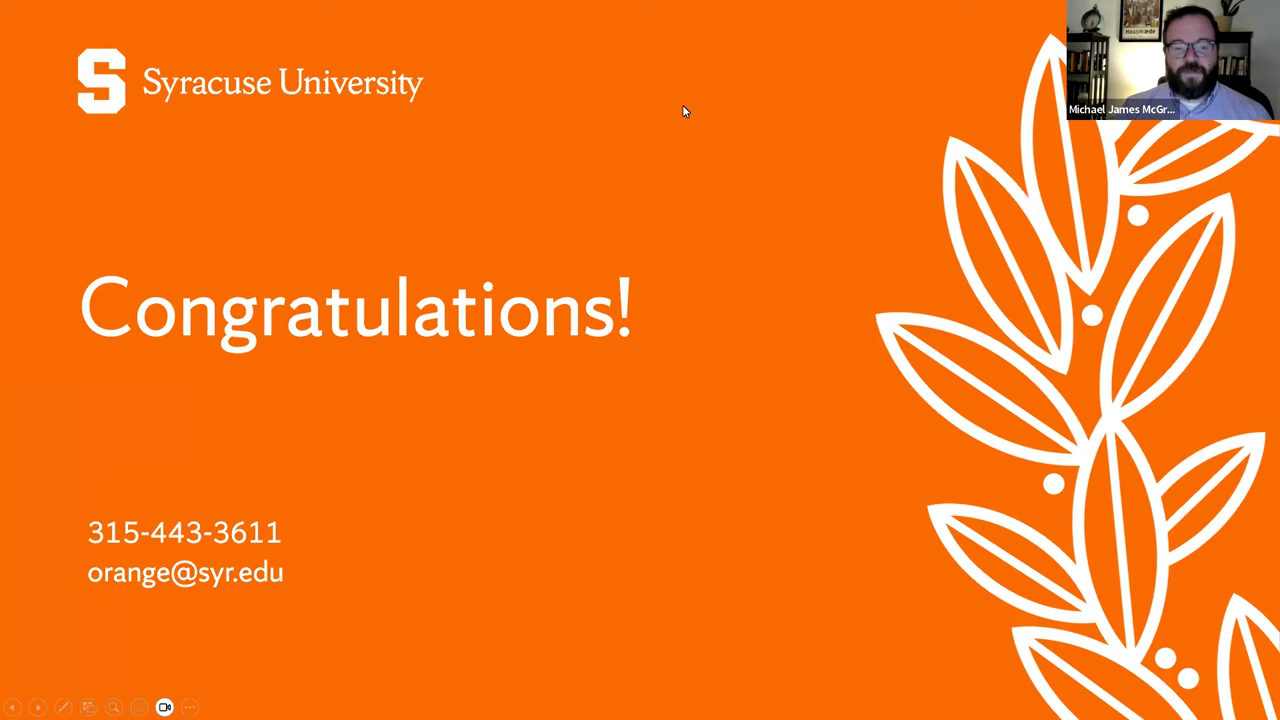 S Syracuse University
Michael James McGr...
Congratulations!
315-443-3611
orange@syr.edu